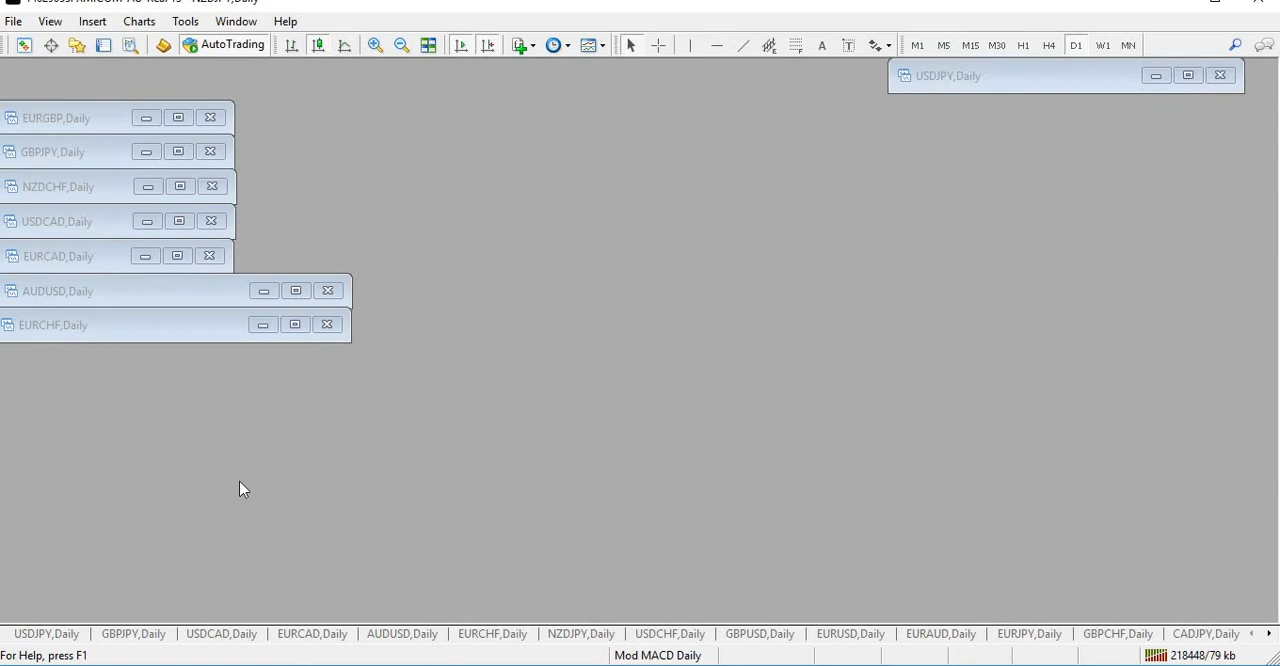 File View Insert Charts Tools Window Help
AutoTrading A T M1 M5 M15 M30 H1 H4 D1 W1 MN
USDJPY,Daily
EURGBP,Daily
GBPJPY,Daily
NZDCHF,Daily
USDCAD,Daily
EURCAD,Daily
AUDUSD,Daily
EURCHF,Daily
USDJPY,Daily GBPJPY,Daily USDCAD,Daily EURCAD,Daily AUDUSD,Daily EURCHF,Daily NZDJPY,Daily USDCHF,Daily GBPUSD,Daily EURUSD,Daily EURAUD,Daily EURJPY,Daily GBPCHF,Daily CADJPY,Daily
For Help, press F1 Mod MACD Daily 218448/79 kb